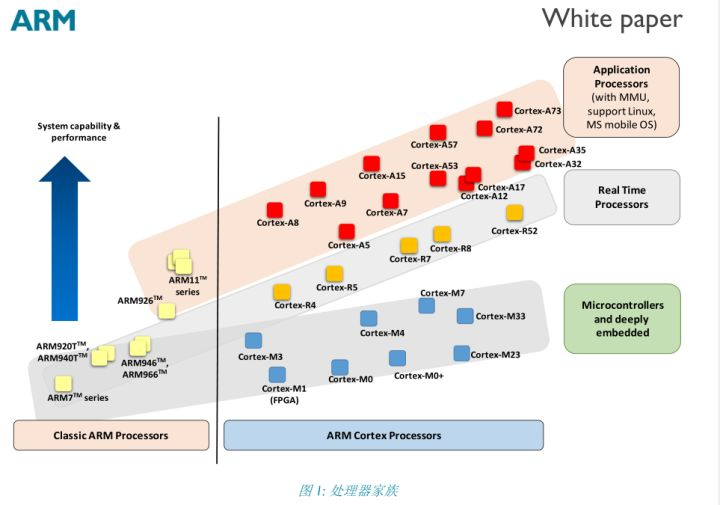 ARM
White paper
System capability &
performance
Application
Processors
(with MMU,
support Linux,
MS mobile OS)
Real Time
Processors
Microcontrollers
and deeply
embedded
Cortex-A73
Cortex-A72
Cortex-A57
Cortex-A35
Cortex-A32
Cortex-A53
Cortex-A15
Cortex-A17
Cortex-A12
Cortex-A9
Cortex-A7
Cortex-A8
Cortex-A5
Cortex-R52
Cortex-R8
Cortex-R7
Cortex-R5
Cortex-R4
ARM11™
series
ARM926™
ARM920T™,
ARM940T™
ARM946™,
ARM966™
ARM7™ series
Cortex-M7
Cortex-M33
Cortex-M4
Cortex-M3
Cortex-M23
Cortex-M0+
Cortex-M0
Cortex-M1
(FPGA)
Classic ARM Processors
ARM Cortex Processors
图 1: 处理器家族